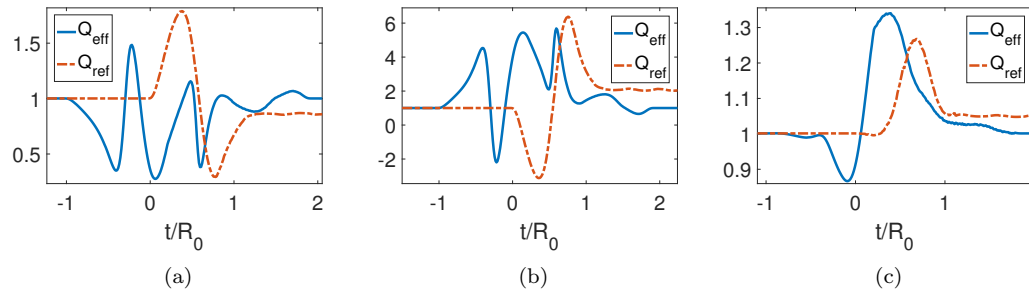 1.5
1
0.5
Q_eff
Q_ref
-1 0 1 2
t/R_0
(a)
6
4
2
0
-2
Q_eff
Q_ref
-1 0 1 2
t/R_0
(b)
1.3
1.2
1.1
1
0.9
Q_eff
Q_ref
-1 0 1
t/R_0
(c)